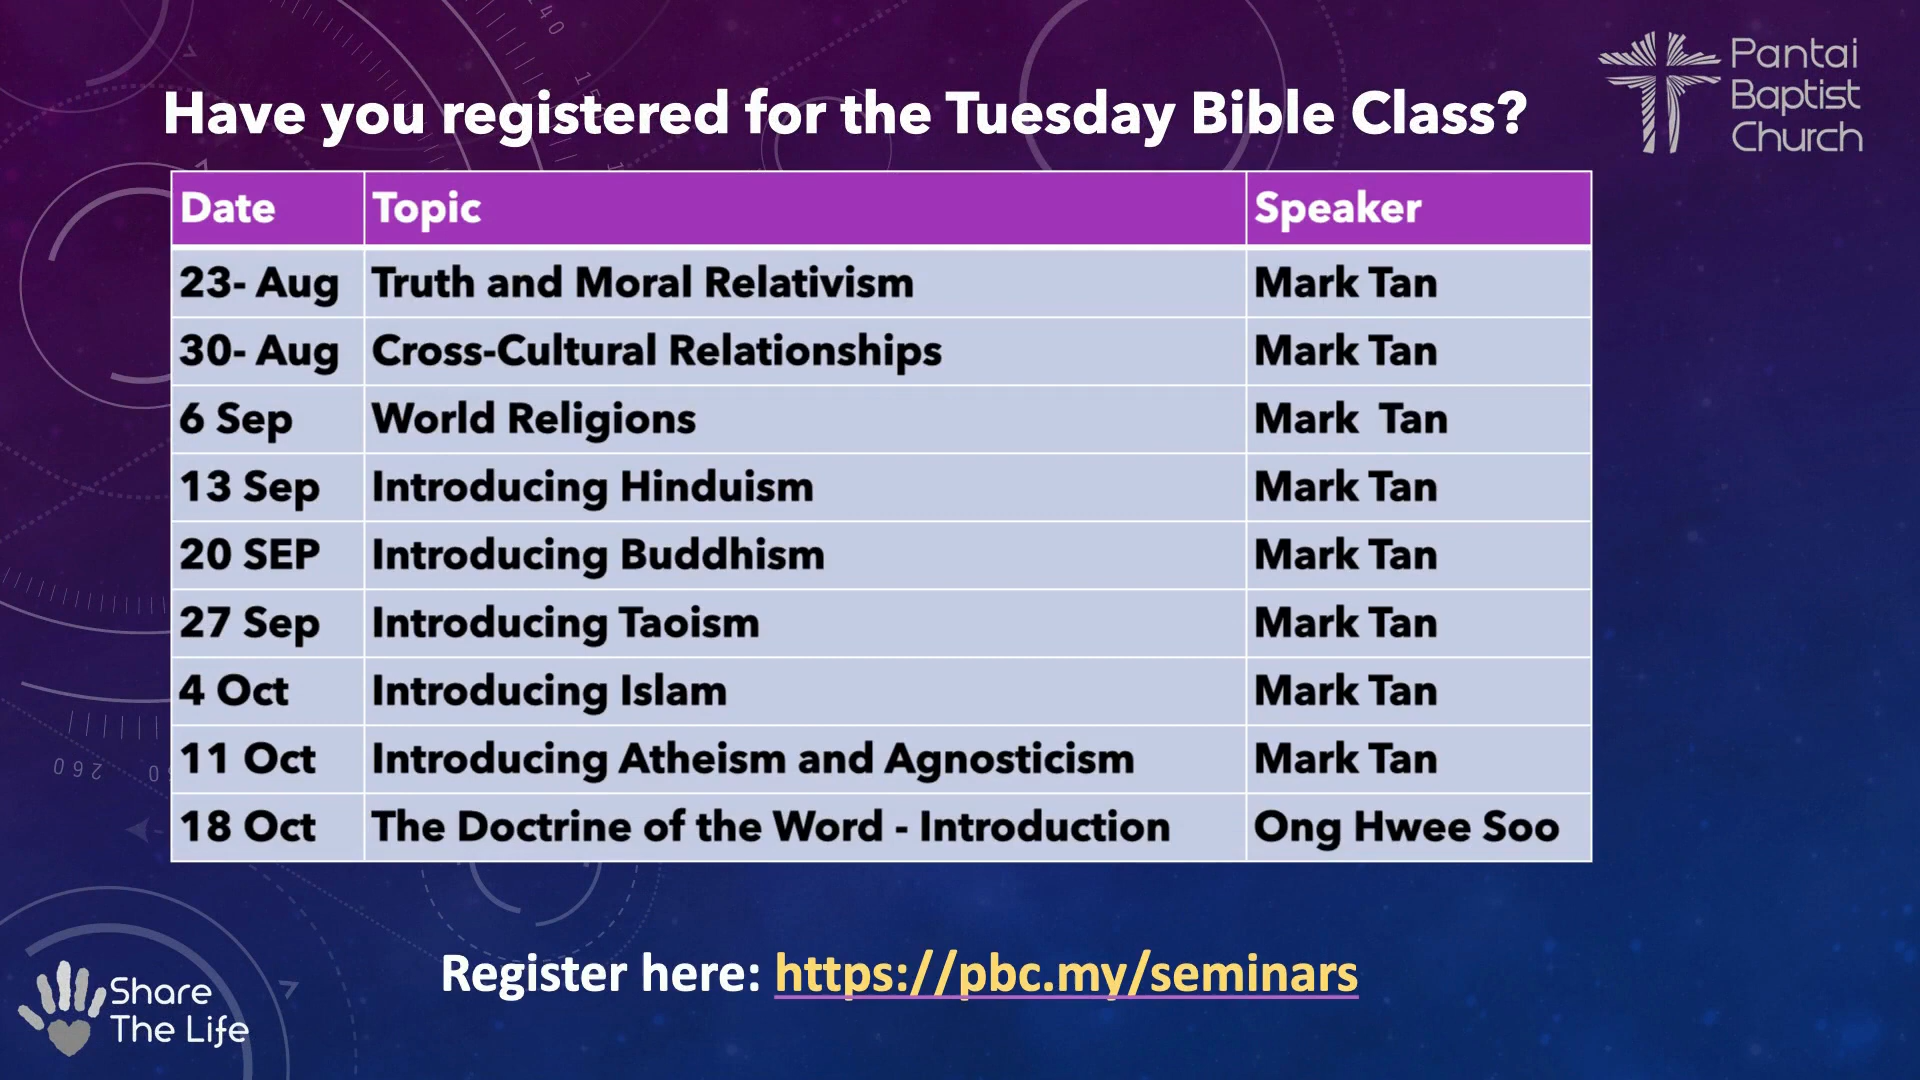 Pantai
Baptist
Church
Have you registered for the Tuesday Bible Class?
Date Topic Speaker
23- Aug Truth and Moral Relativism Mark Tan
30- Aug Cross-Cultural Relationships Mark Tan
6 Sep World Religions Mark  Tan
13 Sep Introducing Hinduism Mark Tan
20 SEP Introducing Buddhism Mark Tan
27 Sep Introducing Taoism Mark Tan
4 Oct Introducing Islam Mark Tan
11 Oct Introducing Atheism and Agnosticism Mark Tan
18 Oct The Doctrine of the Word - Introduction Ong Hwee Soo
Register here: https://pbc.my/seminars
Share
The Life
260
40